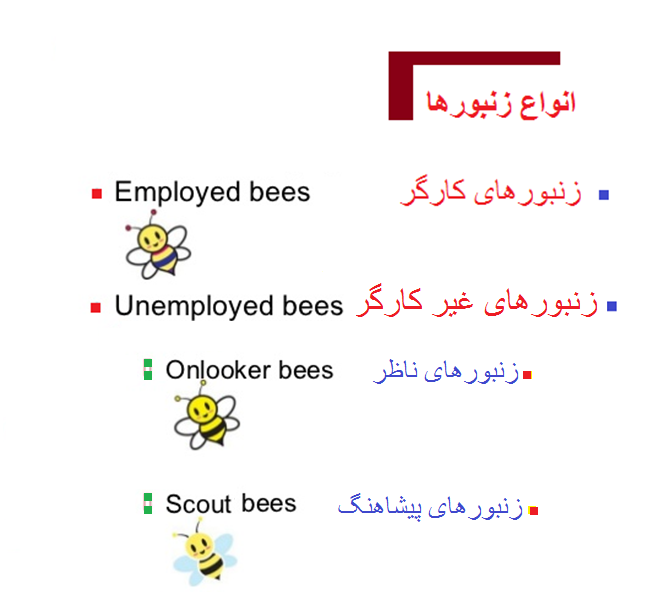 انواع زنبورها
Employed bees زنبورهای کارگر
Unemployed bees زنبورهای غیر کارگر
Onlooker bees زنبورهای ناظر
Scout bees زنبورهای پیشاهنگ